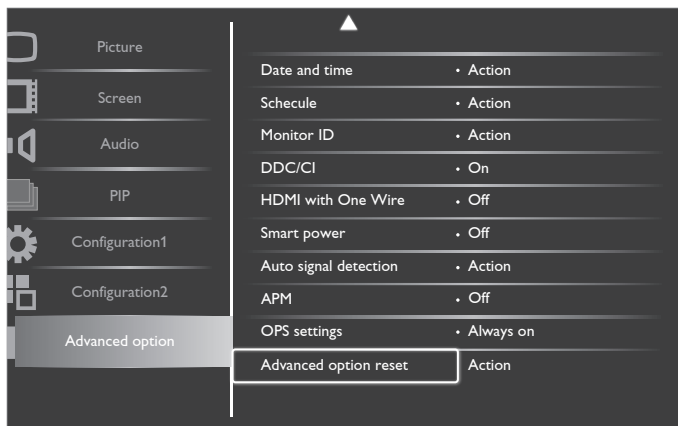 Picture
Screen
Audio
PIP
Configuration1
Configuration2
Advanced option
Date and time • Action
Schecule • Action
Monitor ID • Action
DDC/CI • On
HDMI with One Wire • Off
Smart power • Off
Auto signal detection • Action
APM • Off
OPS settings • Always on
Advanced option reset Action